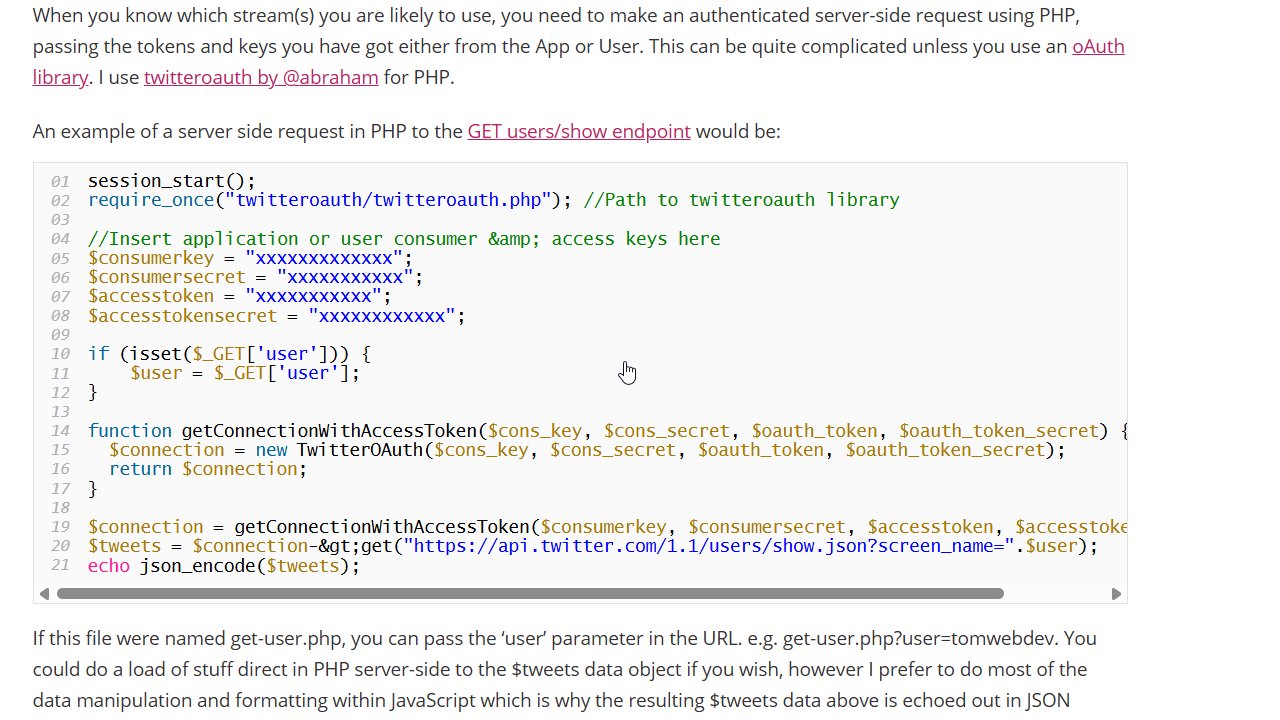 When you know which stream(s) you are likely to use, you need to make an authenticated server-side request using PHP,
passing the tokens and keys you have got either from the App or User. This can be quite complicated unless you use an oAuth
library. I use twitteroauth by @abraham for PHP.
An example of a server side request in PHP to the GET users/show endpoint would be:
01 session_start();
02 require_once("twitteroauth/twitteroauth.php"); //Path to twitteroauth library
03
04 //Insert application or user consumer &amp; access keys here
05 $consumerkey = "xxxxxxxxxxxxx";
06 $consumersecret = "xxxxxxxxxxx";
07 $accesstoken = "xxxxxxxxxxx";
08 $accesstokensecret = "xxxxxxxxxxxx";
09
10 if (isset($_GET['user'])) {
11     $user = $_GET['user'];
12 }
13
14 function getConnectionWithAccessToken($cons_key, $cons_secret, $oauth_token, $oauth_token_secret) {
15   $connection = new TwitterOAuth($cons_key, $cons_secret, $oauth_token, $oauth_token_secret);
16   return $connection;
17 }
18
19 $connection = getConnectionWithAccessToken($consumerkey, $consumersecret, $accesstoken, $accesstoke
20 $tweets = $connection-&gt;get("https://api.twitter.com/1.1/users/show.json?screen_name=".$user);
21 echo json_encode($tweets);
If this file were named get-user.php, you can pass the ‘user’ parameter in the URL. e.g. get-user.php?user=tomwebdev. You
could do a load of stuff direct in PHP server-side to the $tweets data object if you wish, however I prefer to do most of the
data manipulation and formatting within JavaScript which is why the resulting $tweets data above is echoed out in JSON